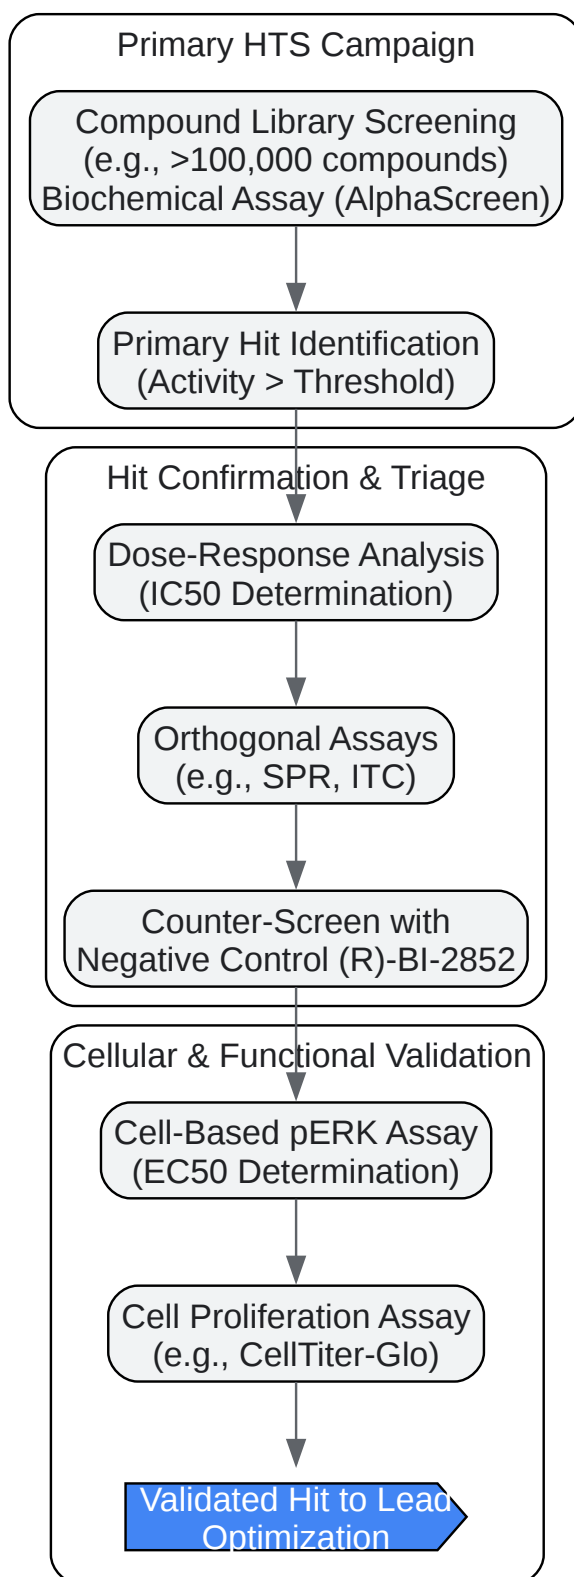 Primary HTS Campaign
Compound Library Screening
(e.g., >100,000 compounds)
Biochemical Assay (AlphaScreen)
Primary Hit Identification
(Activity > Threshold)
Hit Confirmation & Triage
Dose-Response Analysis
(IC50 Determination)
Orthogonal Assays
(e.g., SPR, ITC)
Counter-Screen with
Negative Control (R)-BI-2852
Cellular & Functional Validation
Cell-Based pERK Assay
(EC50 Determination)
Cell Proliferation Assay
(e.g., CellTiter-Glo)
Validated Hit to Lead
Optimization